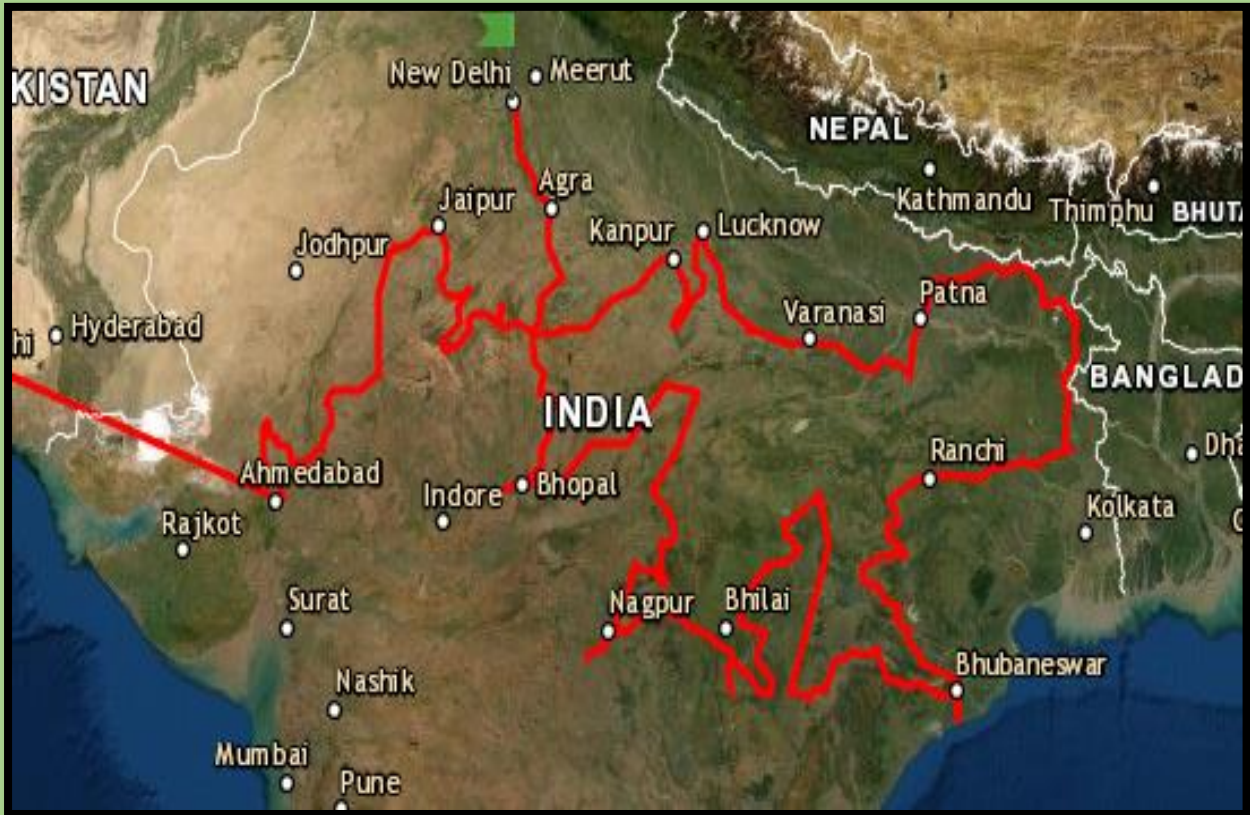 New Delhi
Meerut
KISTAN
NEPAL
Agra
Kathmandu
Thimphu
BHUTA
Jaipur
Kanpur
Lucknow
Jodhpur
Patna
Varanasi
Hyderabad
hi
BANGLAD
INDIA
Ranchi
Dha
Ahmedabad
Indore
Bhopal
Kolkata
Rajkot
Surat
Nagpur
Bhilai
Bhubaneswar
Nashik
Mumbai
Pune